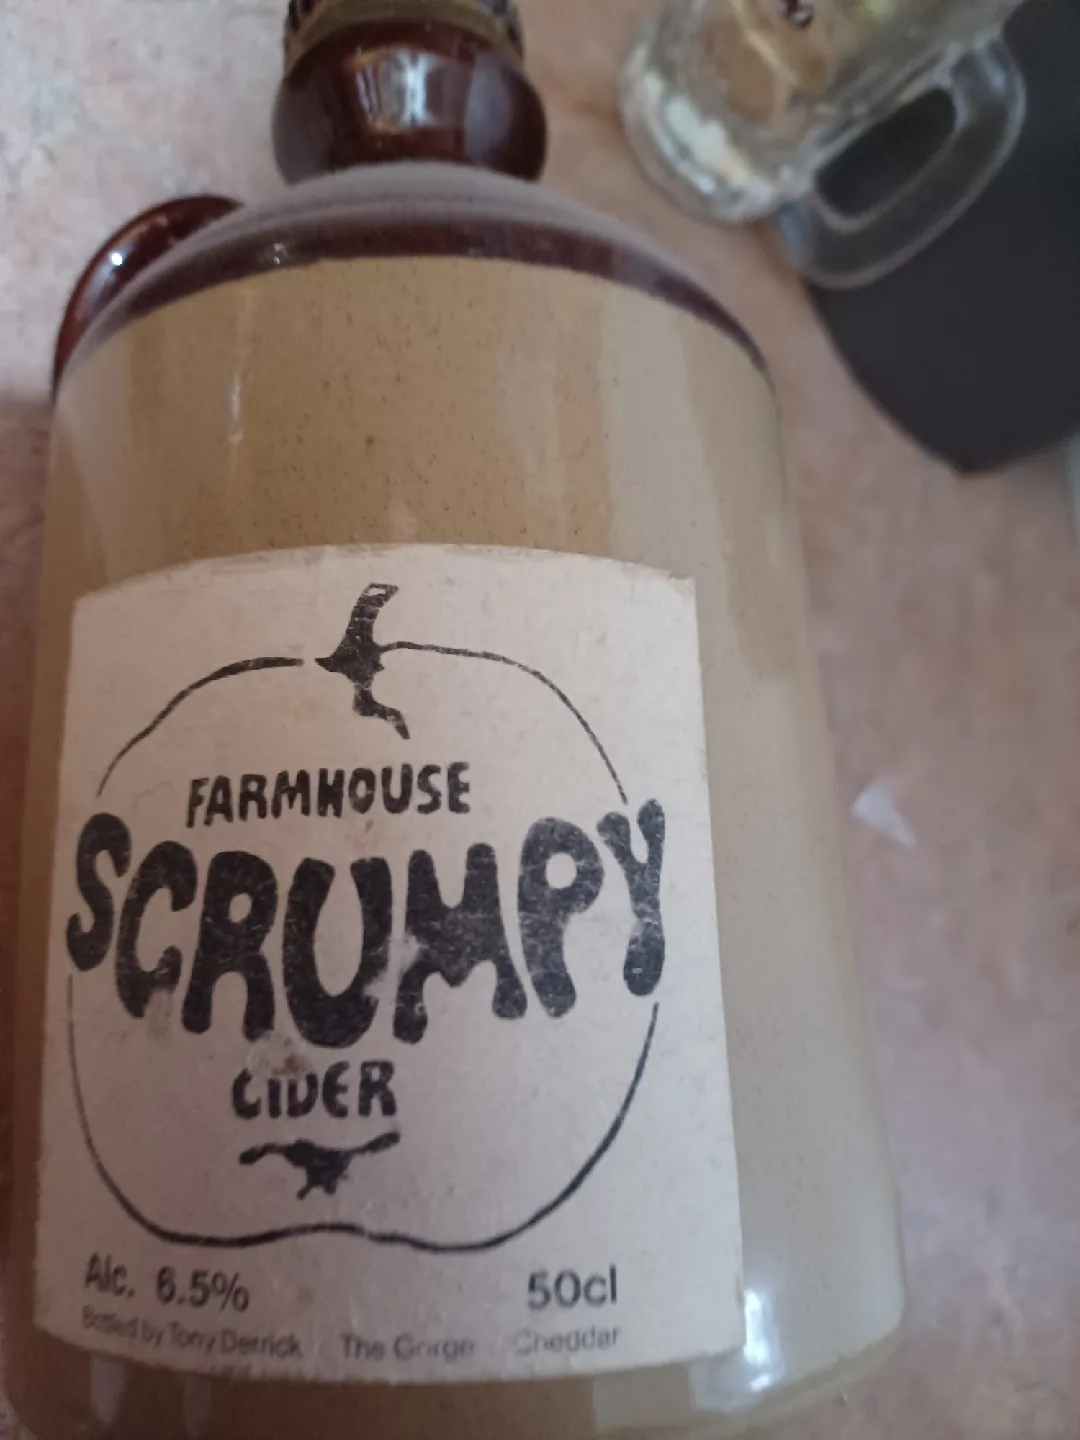 FARMHOUSE
SCRUMPY
CIDER
Alc. 6.5% 50cl
Bottled by Tony Derrick The Gorge Cheddar